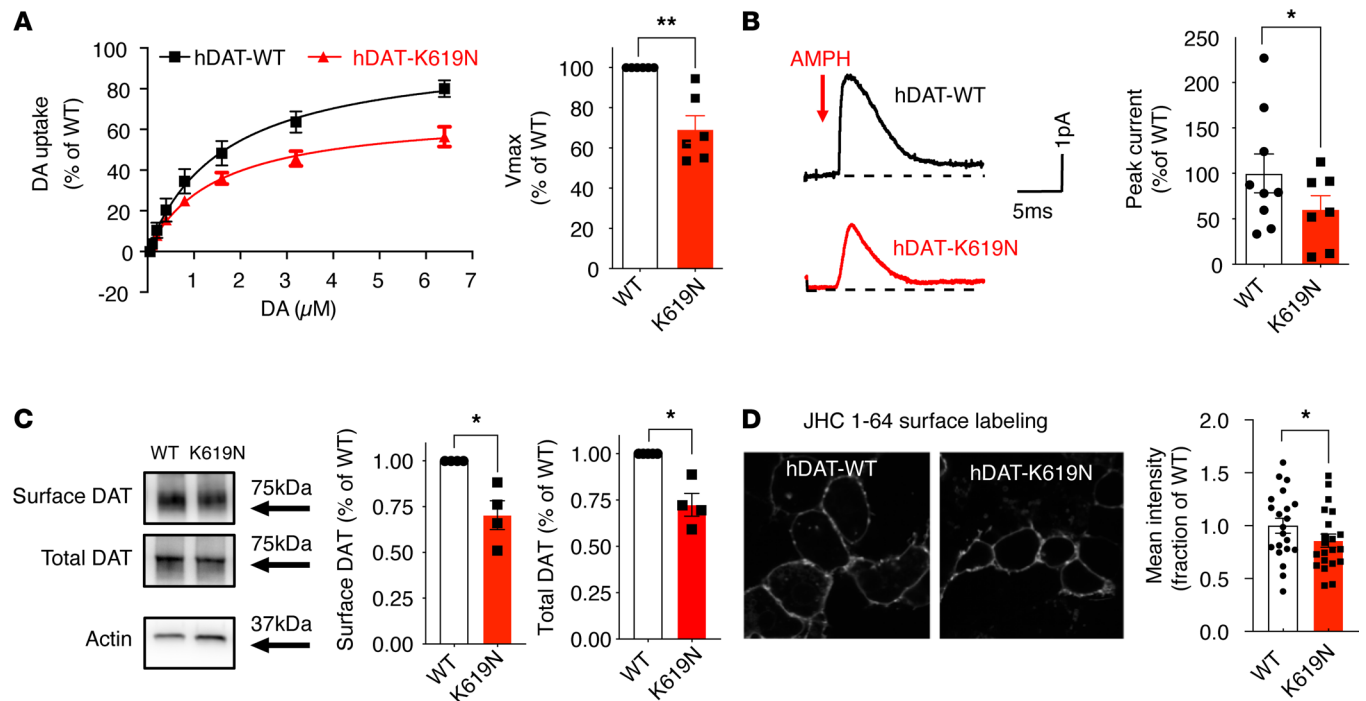 A
hDAT-WT
hDAT-K619N
DA uptake
(% of WT)
100
80
60
40
20
0
-20
1
2
3
4
5
6
7
DA (µM)
**
Vmax
(% of WT)
100
80
60
40
20
0
WT
K619N
B
AMPH
hDAT-WT
hDAT-K619N
1pA
5ms
*
Peak current
(%of WT)
250
200
150
100
50
0
WT
K619N
C
WT K619N
Surface DAT
75kDa
Total DAT
75kDa
Actin
37kDa
*
Surface DAT (% of WT)
1.00
0.75
0.50
0.25
0.00
WT
K619N
*
Total DAT (% of WT)
1.00
0.75
0.50
0.25
0.00
WT
K619N
D
JHC 1-64 surface labeling
hDAT-WT
hDAT-K619N
*
Mean intensity
(fraction of WT)
2.0
1.5
1.0
0.5
0.0
WT
K619N